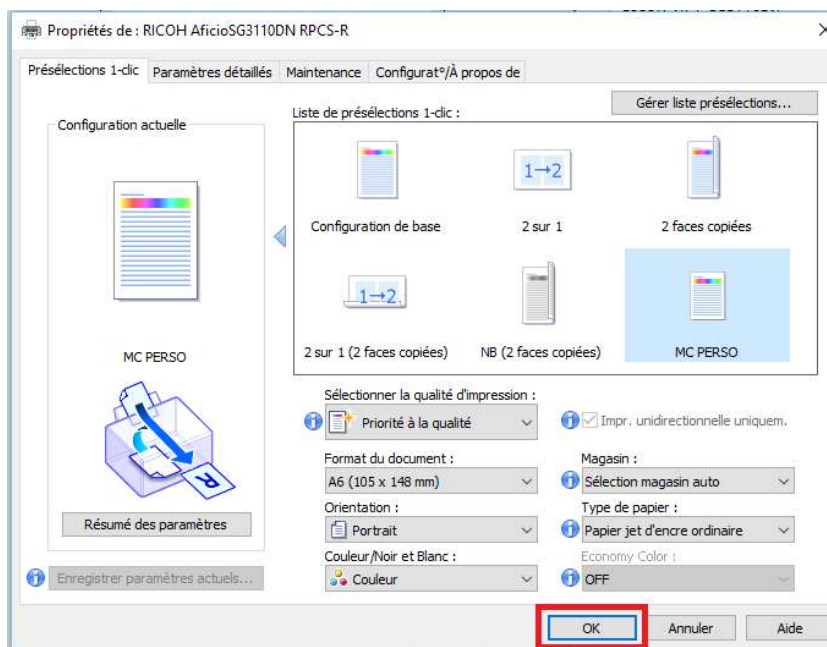 Propriétés de : RICOH AficioSG3110DN RPCS-R
Présélections 1-clic Paramètres détaillés Maintenance Configurat°/À propos de
Configuration actuelle
MC PERSO
Résumé des paramètres
Enregistrer paramètres actuels...
Liste de présélections 1-clic :
Gérer liste présélections...
1→2
Configuration de base 2 sur 1 2 faces copiées
1→2
2 sur 1 (2 faces copiées) NB (2 faces copiées) MC PERSO
Sélectionner la qualité d'impression :
Priorité à la qualité
Impr. unidirectionnelle uniquem.
Format du document :
A6 (105 x 148 mm)
Magasin :
Sélection magasin auto
Orientation :
Portrait
Type de papier :
Papier jet d'encre ordinaire
Couleur/Noir et Blanc :
Couleur
Economy Color :
OFF
OK Annuler Aide